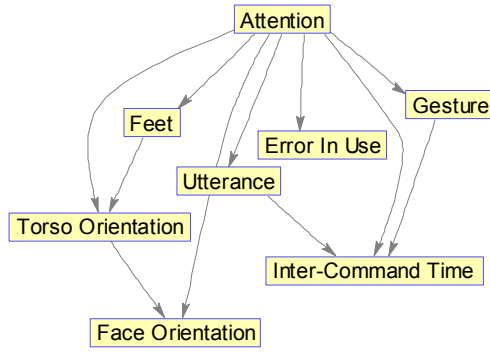 Attention
Gesture
Feet
Error In Use
Utterance
Torso Orientation
Inter-Command Time
Face Orientation